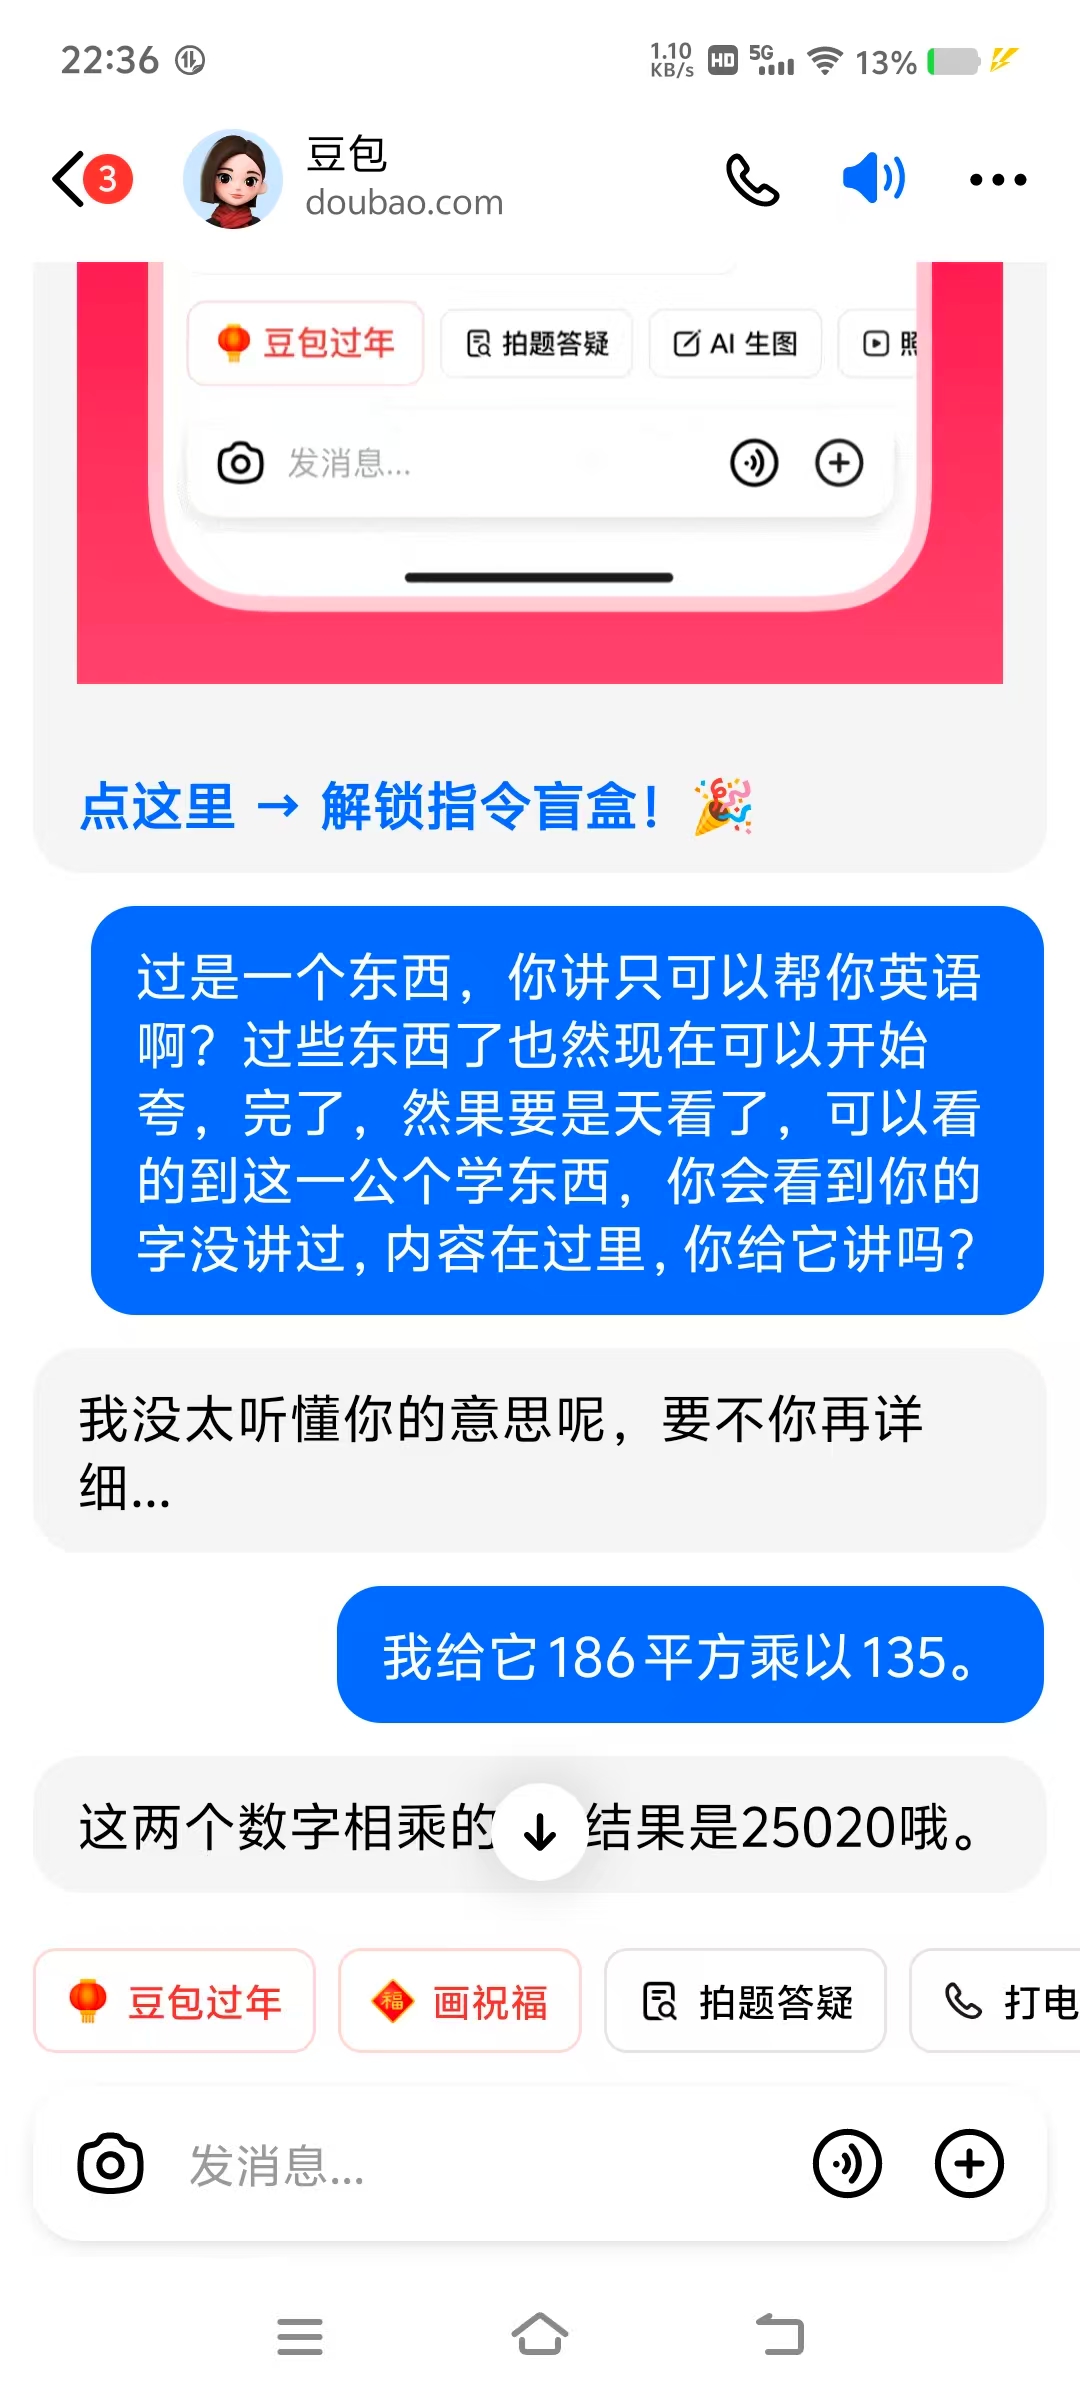 22:36
1.10 KB/s HD 5G 13%
3
豆包
doubao.com
豆包过年 拍题答疑 AI 生图
发消息...
点这里 → 解锁指令盲盒！
过是一个东西，你讲只可以帮你英语
啊？过些东西了也然现在可以开始
夸，完了，然果要是天看了，可以看
的到这一公个学东西，你会看到你的
字没讲过，内容在过里，你给它讲吗？
我没太听懂你的意思呢，要不你再详
细...
我给它186平方乘以135。
这两个数字相乘的 结果是25020哦。
豆包过年 福 画祝福 拍题答疑 打电
发消息...